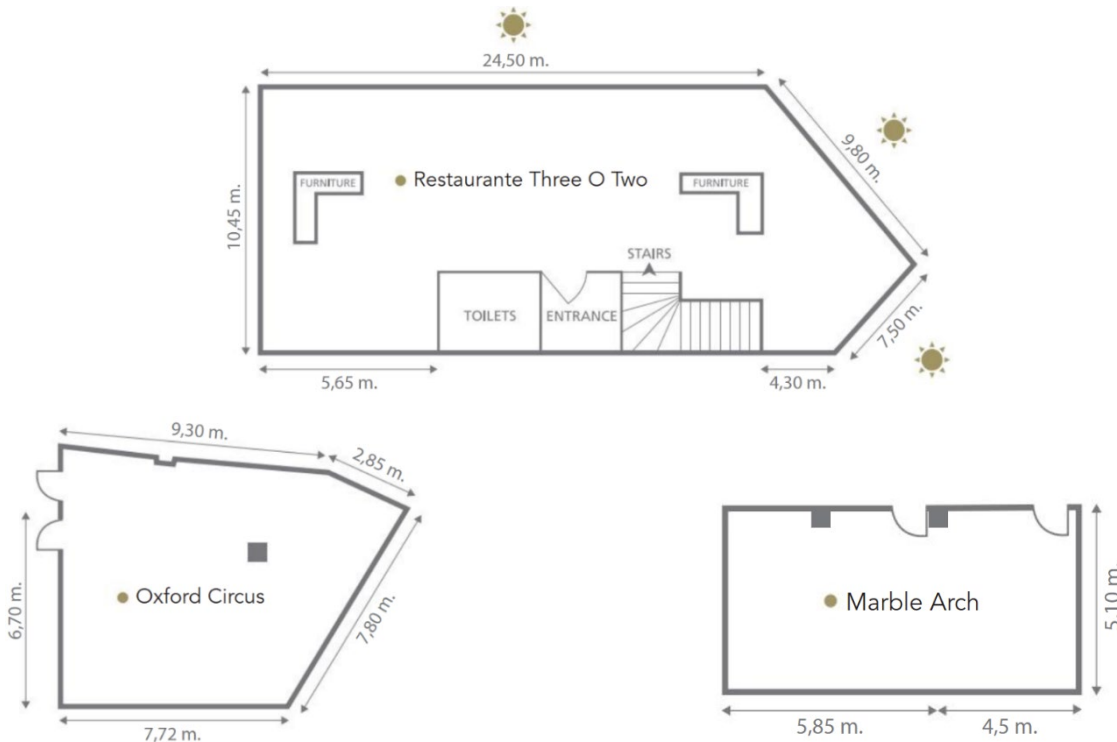 24,50 m.
9,80 m.
10,45 m.
FURNITURE
Restaurante Three O Two
FURNITURE
STAIRS
TOILETS
ENTRANCE
7,50 m.
5,65 m.
4,30 m.
9,30 m.
2,85 m.
6,70 m.
Oxford Circus
7,80 m.
7,72 m.
Marble Arch
5,10 m.
5,85 m.
4,5 m.